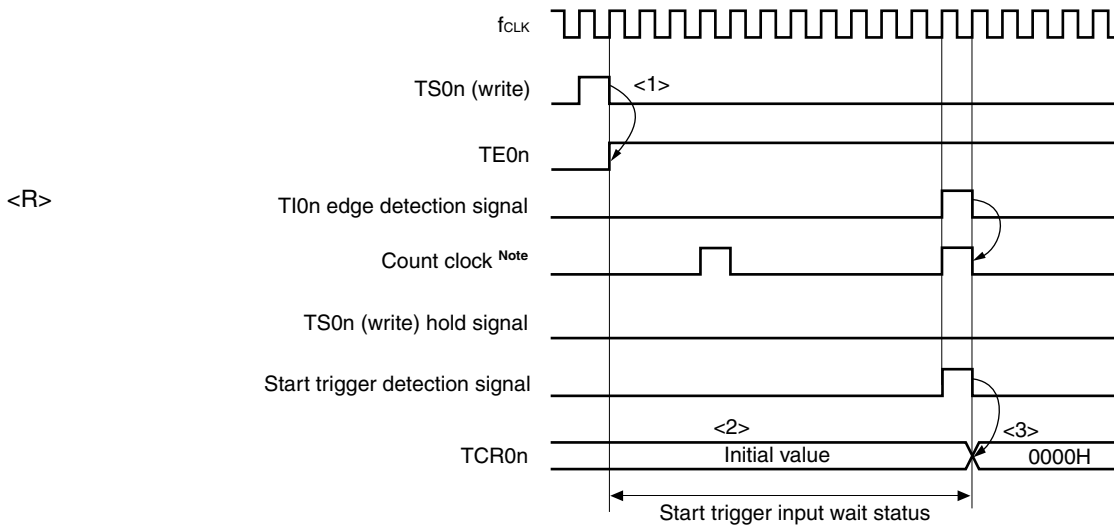 fCLK
TS0n (write)
<1>
TE0n
<R>
TI0n edge detection signal
Count clock Note
TS0n (write) hold signal
Start trigger detection signal
<2>
<3>
TCR0n
Initial value
0000H
Start trigger input wait status